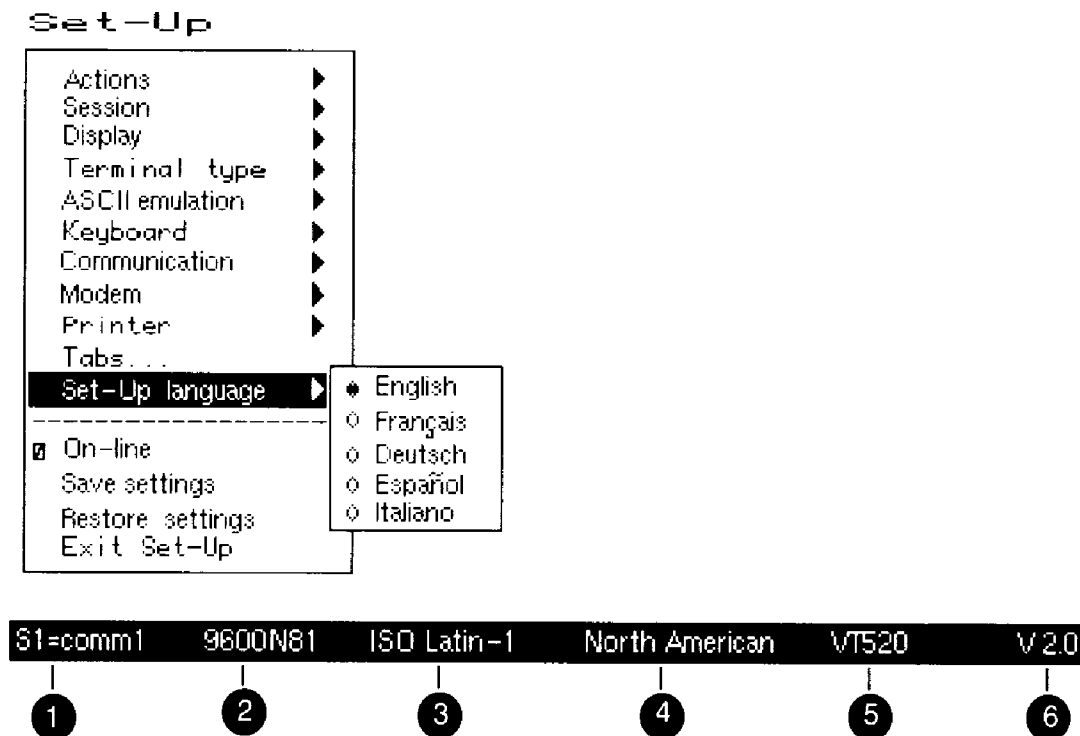 Set-Up
Actions
Session
Display
Terminal type
ASCII emulation
Keyboard
Communication
Modem
Printer
Tabs...
Set-Up language
English
Français
Deutsch
Español
Italiano
On-line
Save settings
Restore settings
Exit Set-Up
S1=comm1 9600N81 ISO Latin-1 North American VT520 V2.0
1 2 3 4 5 6